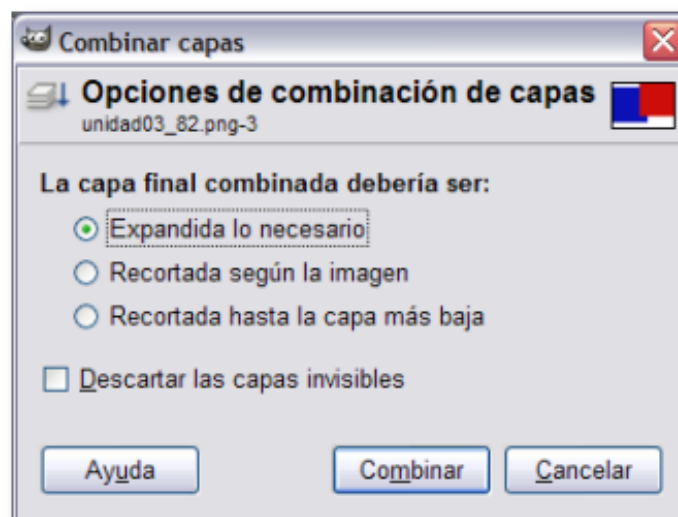 Combinar capas
Opciones de combinación de capas
unidad03_82.png-3
La capa final combinada debería ser:
Expandida lo necesario
Recortada según la imagen
Recortada hasta la capa más baja
Descartar las capas invisibles
Ayuda Combinar Cancelar